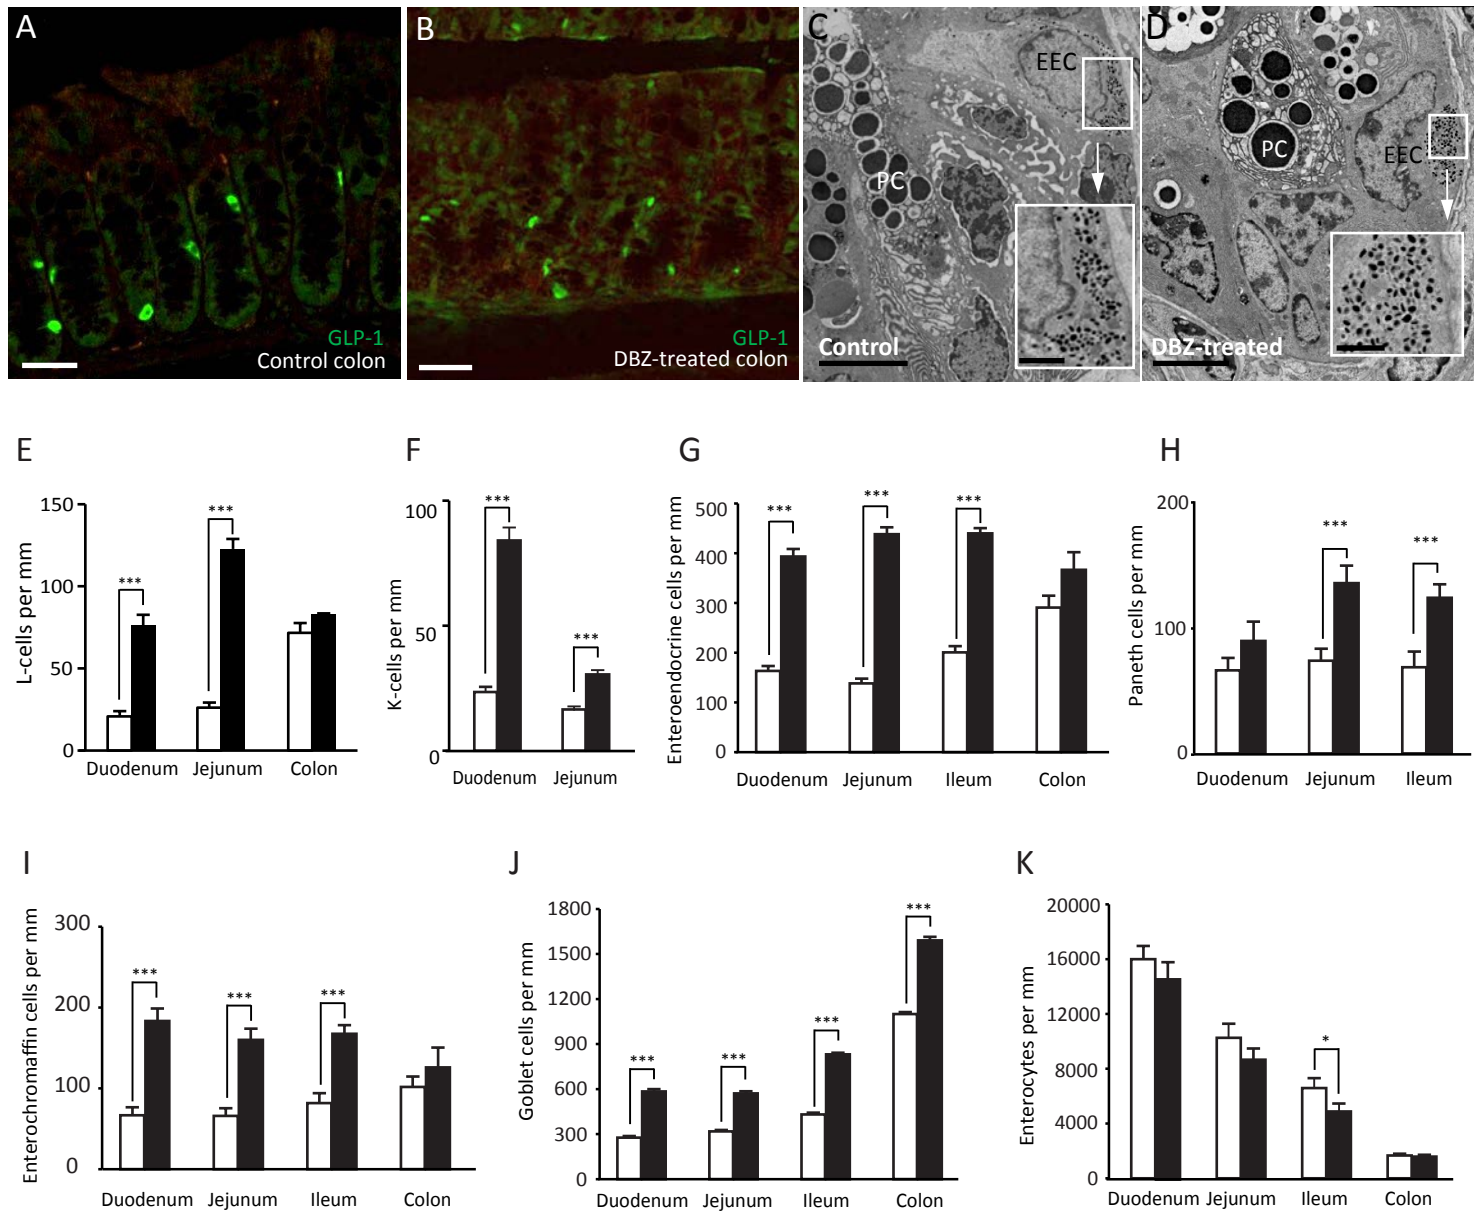 A
GLP-1
Control colon
B
GLP-1
DBZ-treated colon
C
EEC
PC
Control
D
PC
EEC
DBZ-treated
E
L-cells per mm
150
100
50
0
***
***
Duodenum Jejunum Colon
F
K-cells per mm
100
50
0
***
***
Duodenum Jejunum
G
Enteroendocrine cells per mm
500
400
300
200
100
0
***
***
***
Duodenum Jejunum Ileum Colon
H
Paneth cells per mm
200
100
0
***
***
Duodenum Jejunum Ileum
I
Enterochromaffin cells per mm
300
200
100
0
***
***
***
Duodenum Jejunum Ileum Colon
J
Goblet cells per mm
1800
1500
1200
900
600
300
0
***
***
***
***
Duodenum Jejunum Ileum Colon
K
Enterocytes per mm
20000
16000
12000
8000
4000
0
*
Duodenum Jejunum Ileum Colon